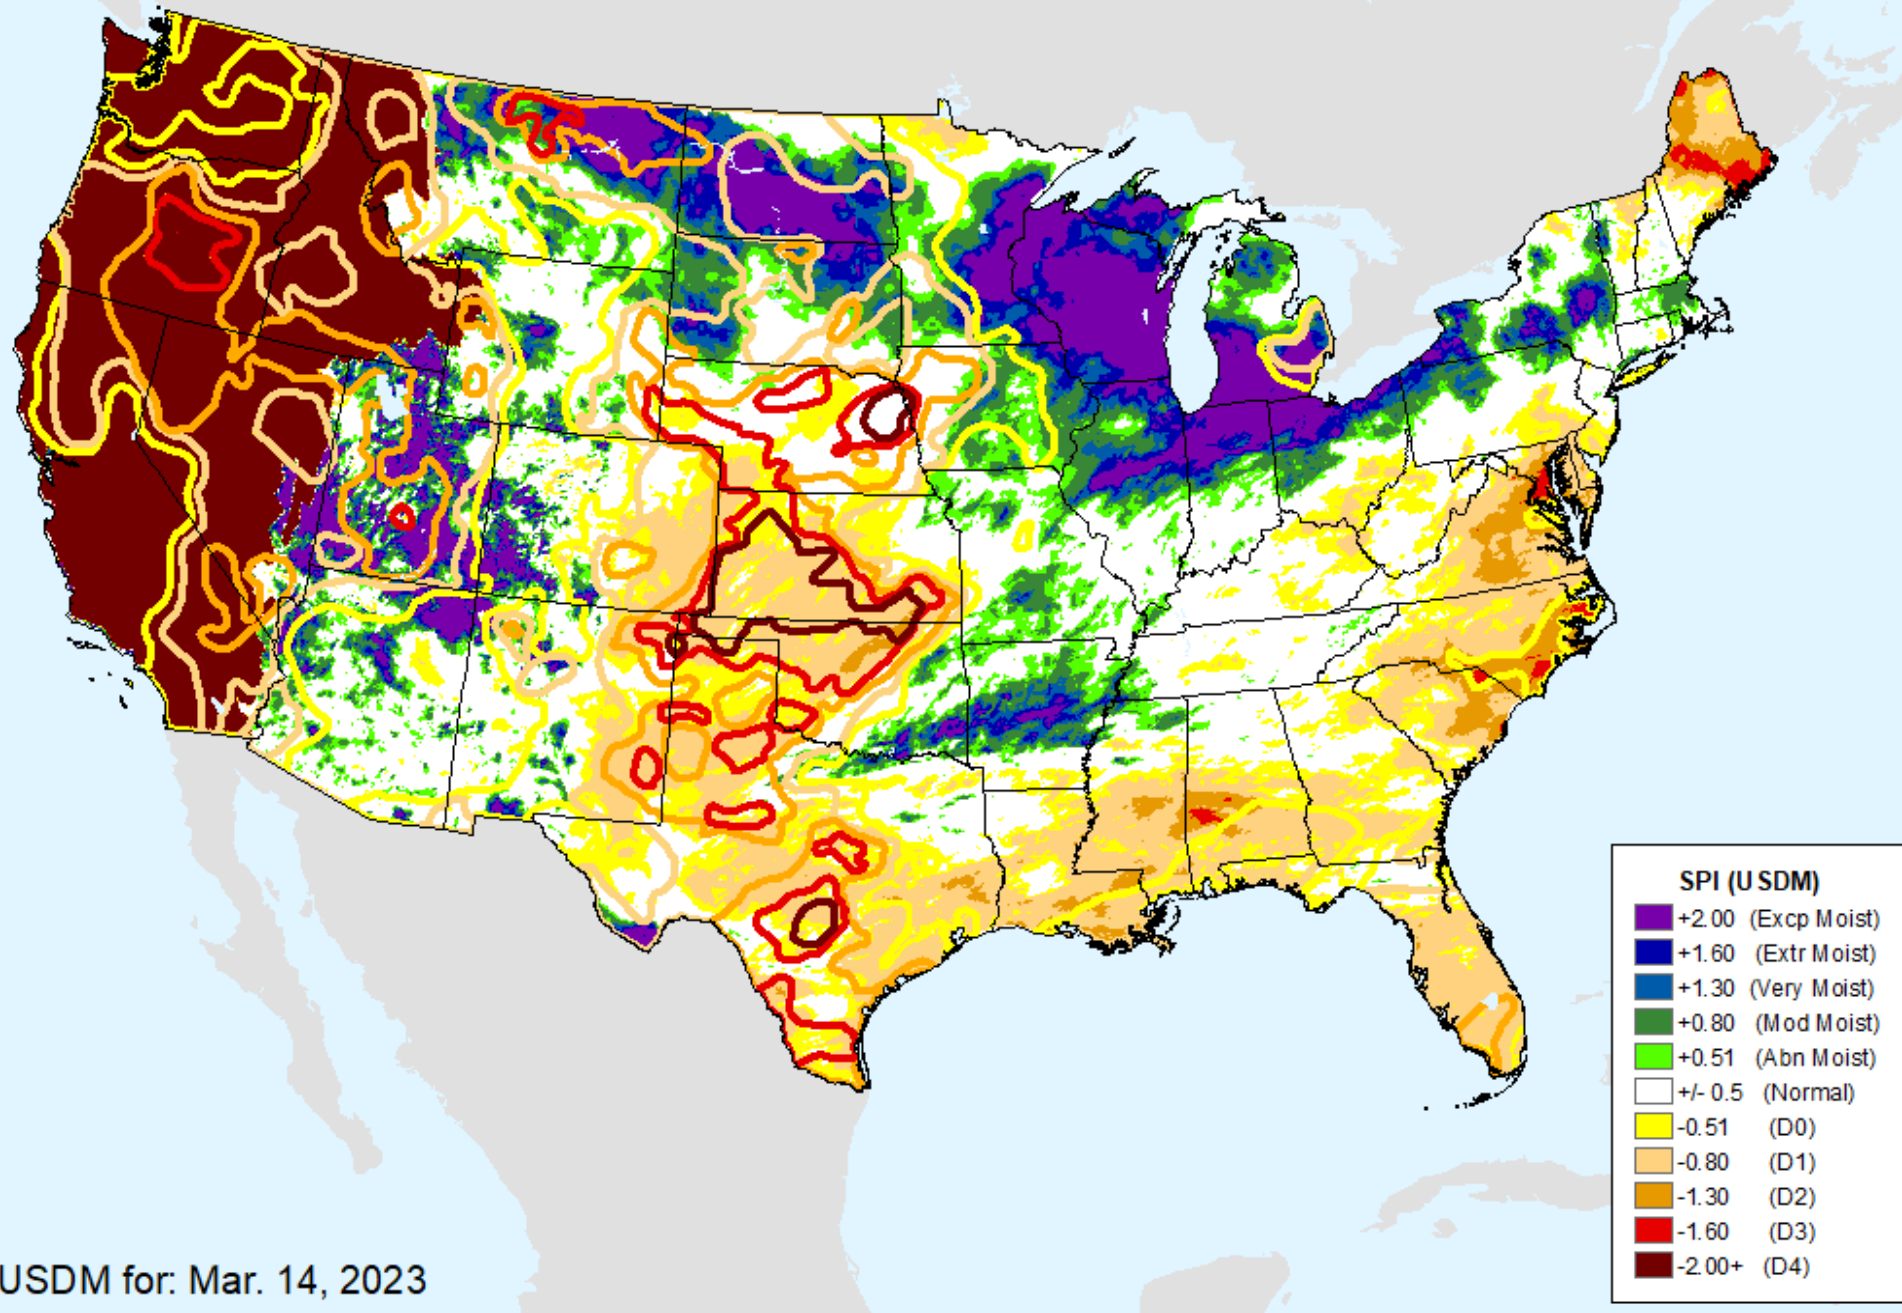 SPI (USDM)
+2.00 (Excp Moist)
+1.60 (Extr Moist)
+1.30 (Very Moist)
+0.80 (Mod Moist)
+0.51 (Abn Moist)
+/- 0.5 (Normal)
-0.51 (D0)
-0.80 (D1)
-1.30 (D2)
-1.60 (D3)
-2.00+ (D4)
USDM for: Mar. 14, 2023